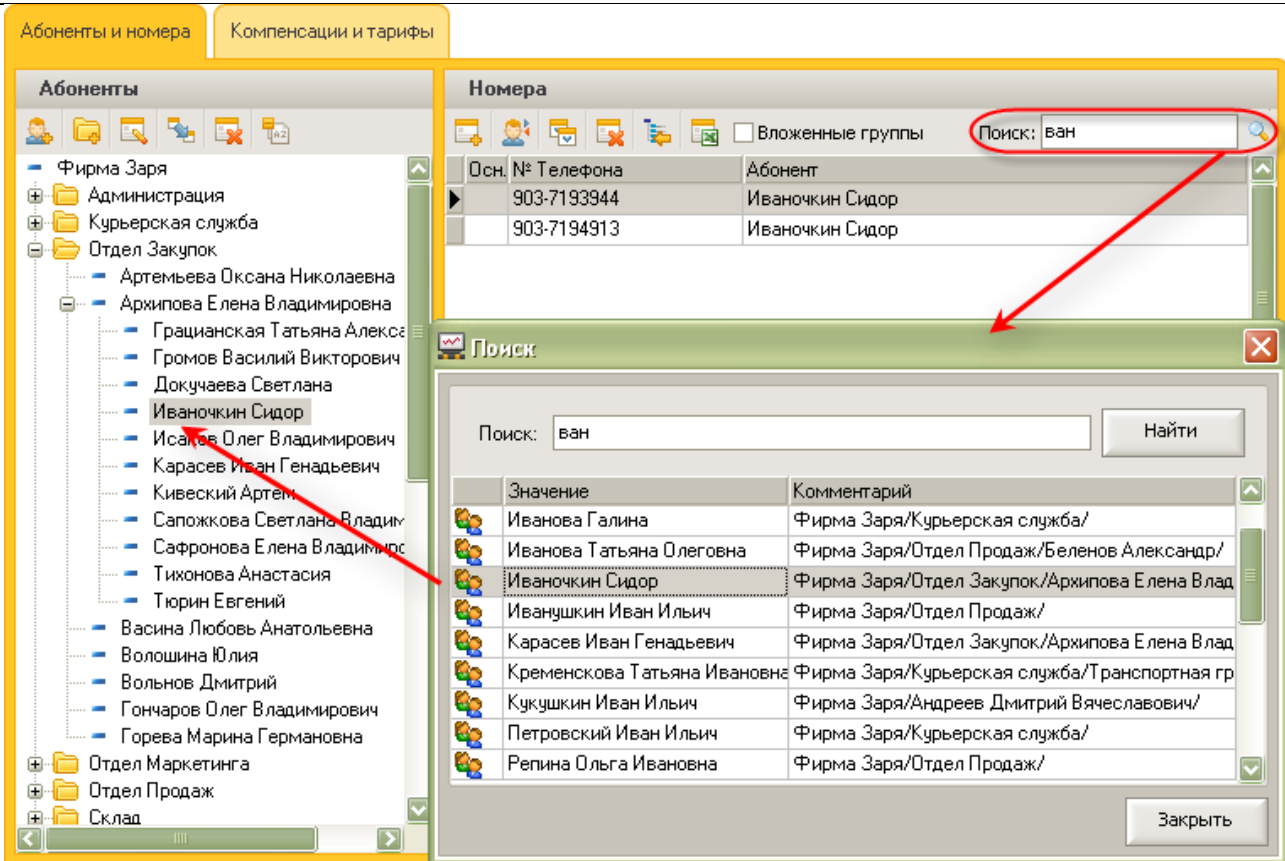 Абоненты и номера
Компенсации и тарифы
Абоненты
Номера
Вложенные группы
Поиск: ван
Осн. № Телефона Абонент
903-7193944 Иваночкин Сидор
903-7194913 Иваночкин Сидор
Фирма Заря
Администрация
Курьерская служба
Отдел Закупок
Артемьева Оксана Николаевна
Архипова Елена Владимировна
Грацианская Татьяна Алекса
Громов Василий Викторович
Докучаева Светлана
Иваночкин Сидор
Исаков Олег Владимирович
Карасев Иван Генадьевич
Кивеский Артем
Сапожкова Светлана Владим
Сафронова Елена Владимиро
Тихонова Анастасия
Тюрин Евгений
Васина Любовь Анатольевна
Волошина Юлия
Вольнов Дмитрий
Гончаров Олег Владимирович
Горева Марина Германовна
Отдел Маркетинга
Отдел Продаж
Склад
Поиск
Поиск: ван Найти
Значение Комментарий
Иванова Галина Фирма Заря/Курьерская служба/
Иванова Татьяна Олеговна Фирма Заря/Отдел Продаж/Беленов Александр/
Иваночкин Сидор Фирма Заря/Отдел Закупок/Архипова Елена Влад
Иванушкин Иван Ильич Фирма Заря/Отдел Продаж/
Карасев Иван Генадьевич Фирма Заря/Отдел Закупок/Архипова Елена Влад
Кременскова Татьяна Ивановна Фирма Заря/Курьерская служба/Транспортная гр
Кукушкин Иван Ильич Фирма Заря/Андреев Дмитрий Вячеславович/
Петровский Иван Ильич Фирма Заря/Курьерская служба/
Репина Ольга Ивановна Фирма Заря/Отдел Продаж/
Закрыть